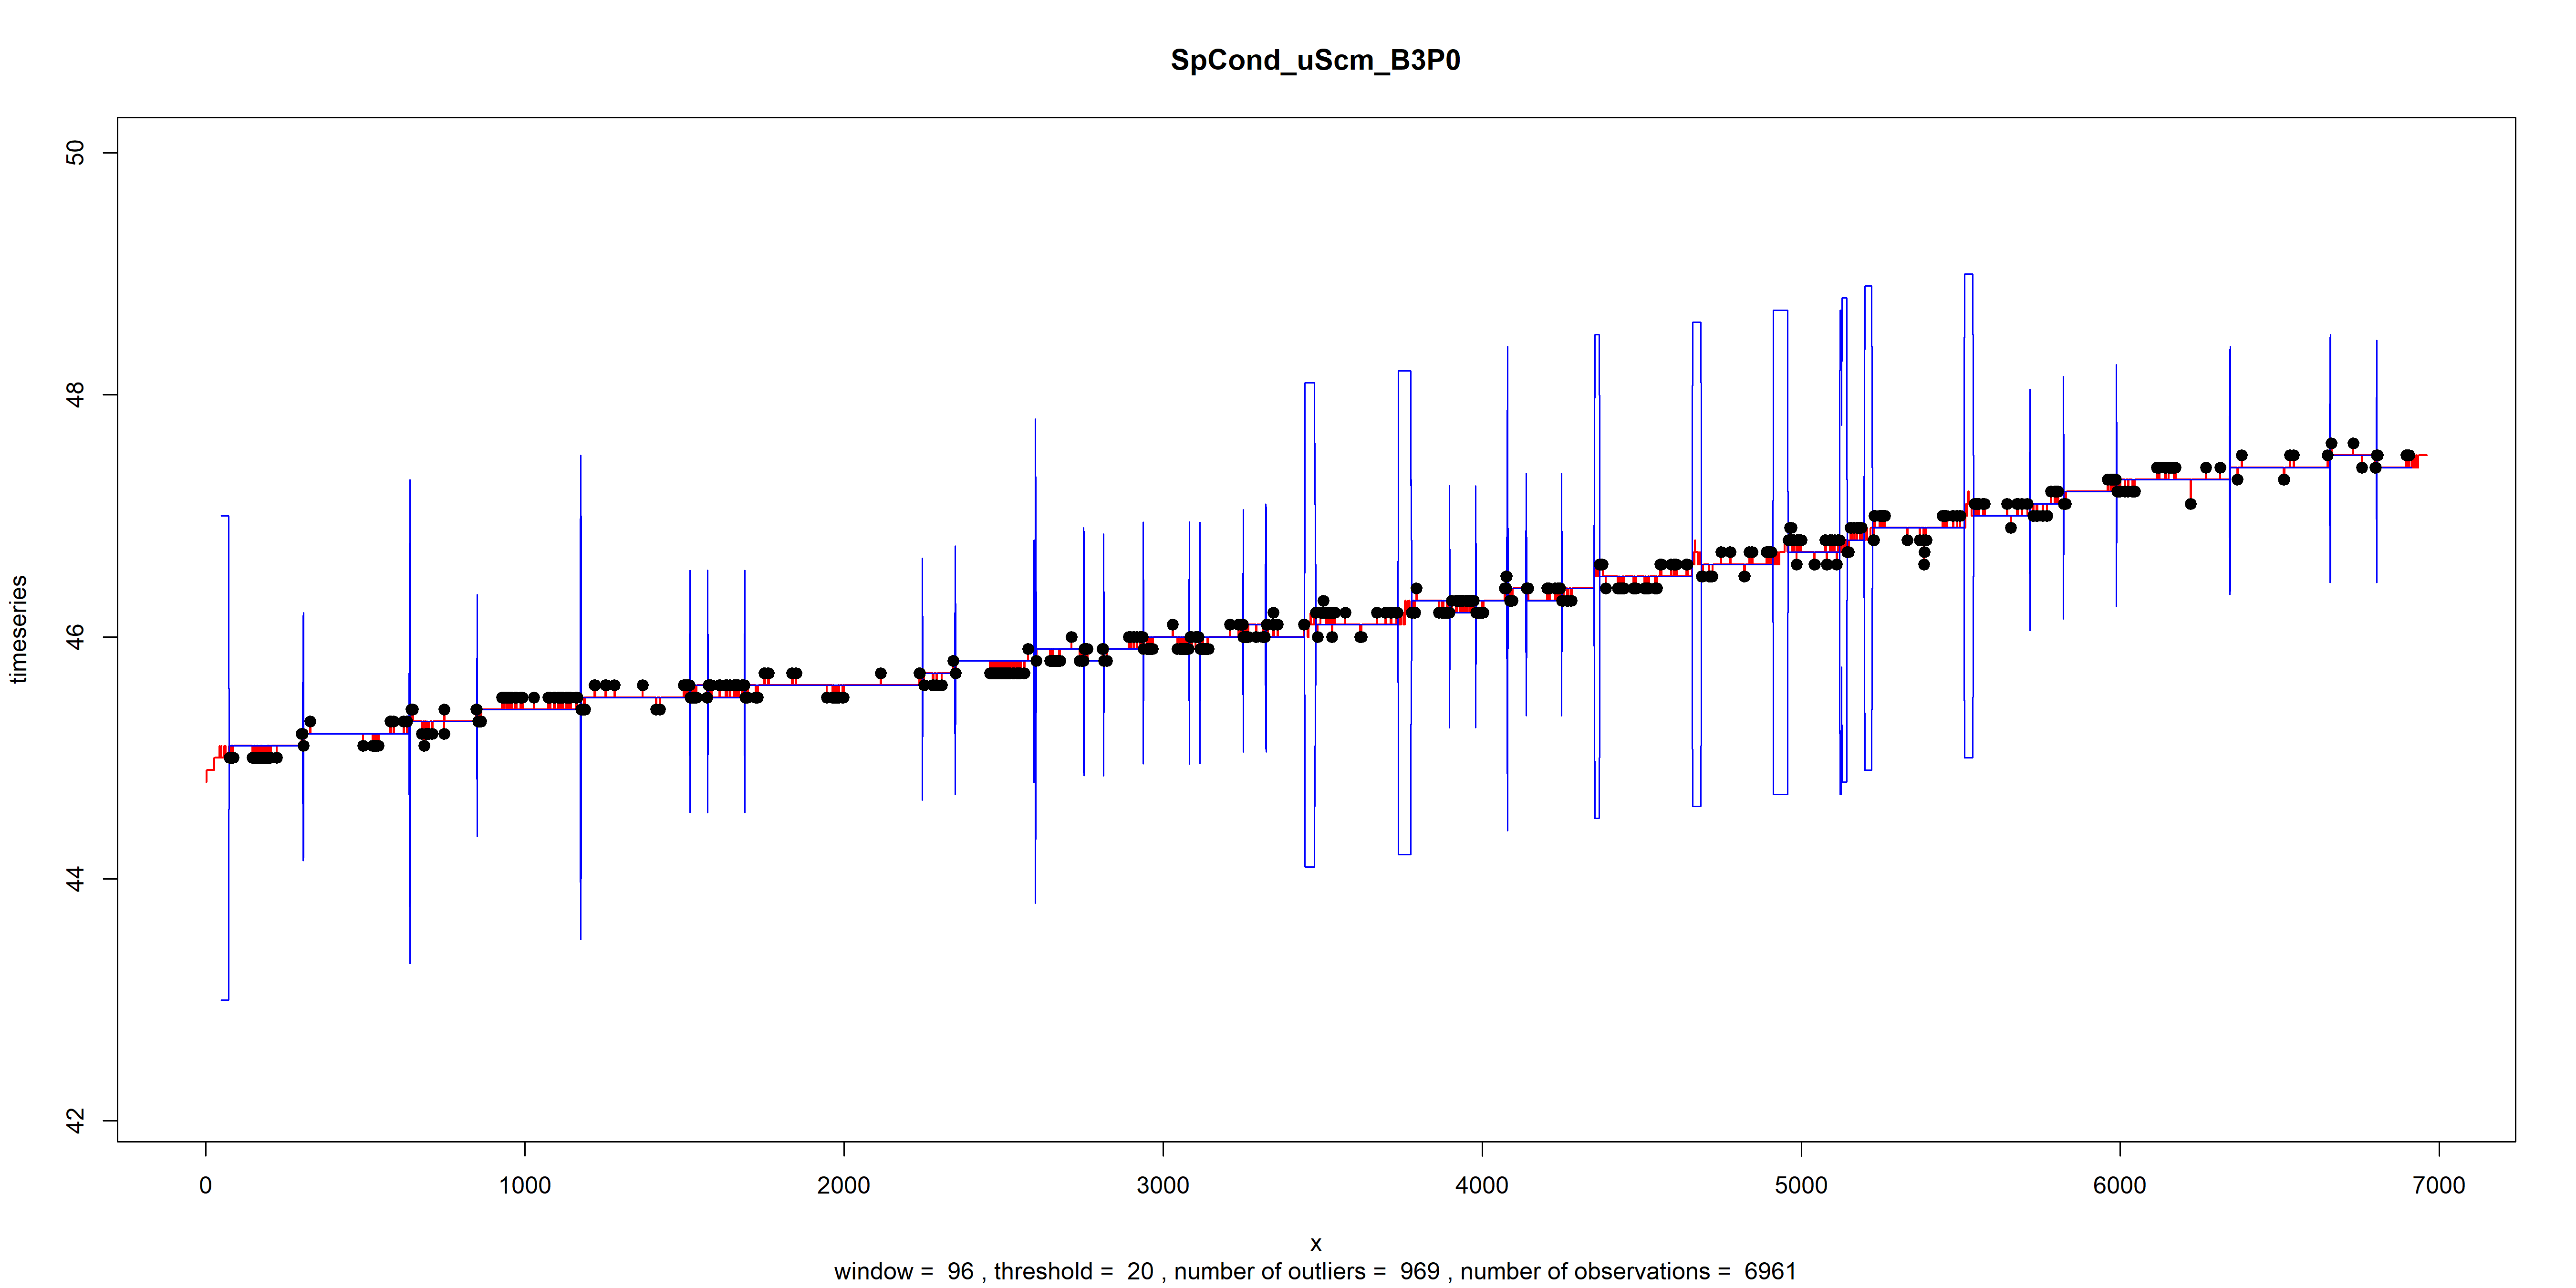 SpCond_uScm_B3P0
50
48
46
44
42
timeseries
0 1000 2000 3000 4000 5000 6000 7000
x
window =  96 , threshold =  20 , number of outliers =  969 , number of observations =  6961